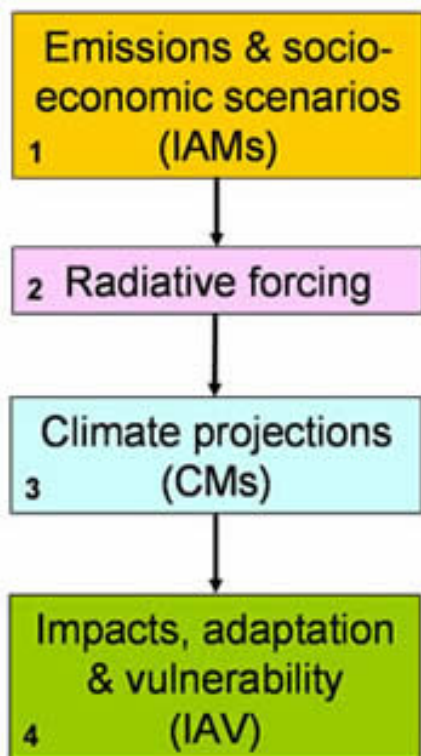 Emissions & socio-
economic scenarios
1 (IAMs)
2 Radiative forcing
Climate projections
3 (CMs)
Impacts, adaptation
& vulnerability
4 (IAV)